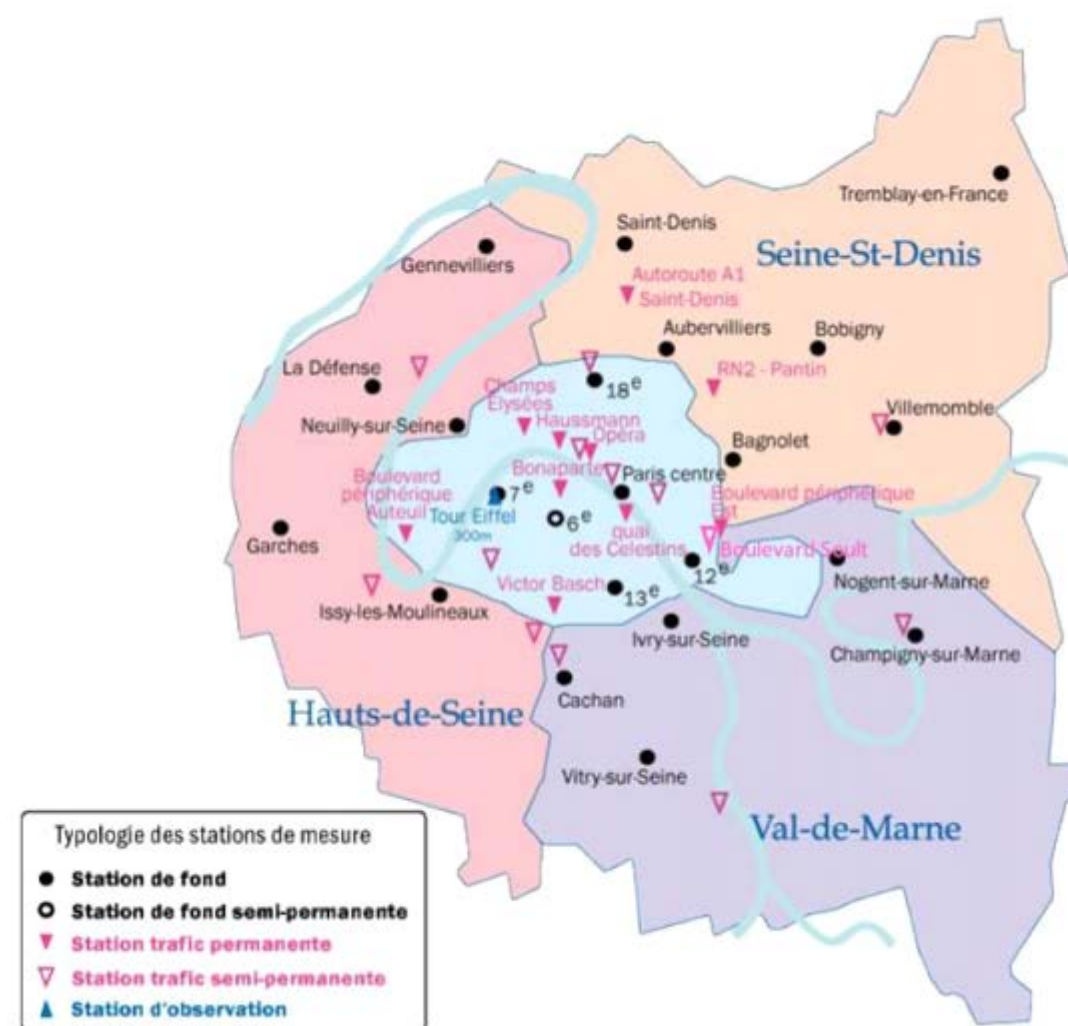 Tremblay-en-France
Saint-Denis
Seine-St-Denis
Gennevilliers
Autoroute A1
Saint-Denis
Aubervilliers
Bobigny
La Défense
RN2 - Pantin
18e
Champs
Elysées
Neuilly-sur-Seine
Haussmann
Opéra
Villemomble
Bagnolet
Boulevard
périphérique
Auteuil
Bonaparte
Paris centre
7e
Tour Eiffel
300m
6e
Boulevard périphérique
Est
Garches
quai
des Celestins
Boulevard Soult
12e
Nogent-sur-Marne
Victor Basch
13e
Issy-les-Moulineaux
Ivry-sur-Seine
Champigny-sur-Marne
Cachan
Hauts-de-Seine
Vitry-sur-Seine
Val-de-Marne
Typologie des stations de mesure
Station de fond
Station de fond semi-permanente
Station trafic permanente
Station trafic semi-permanente
Station d'observation